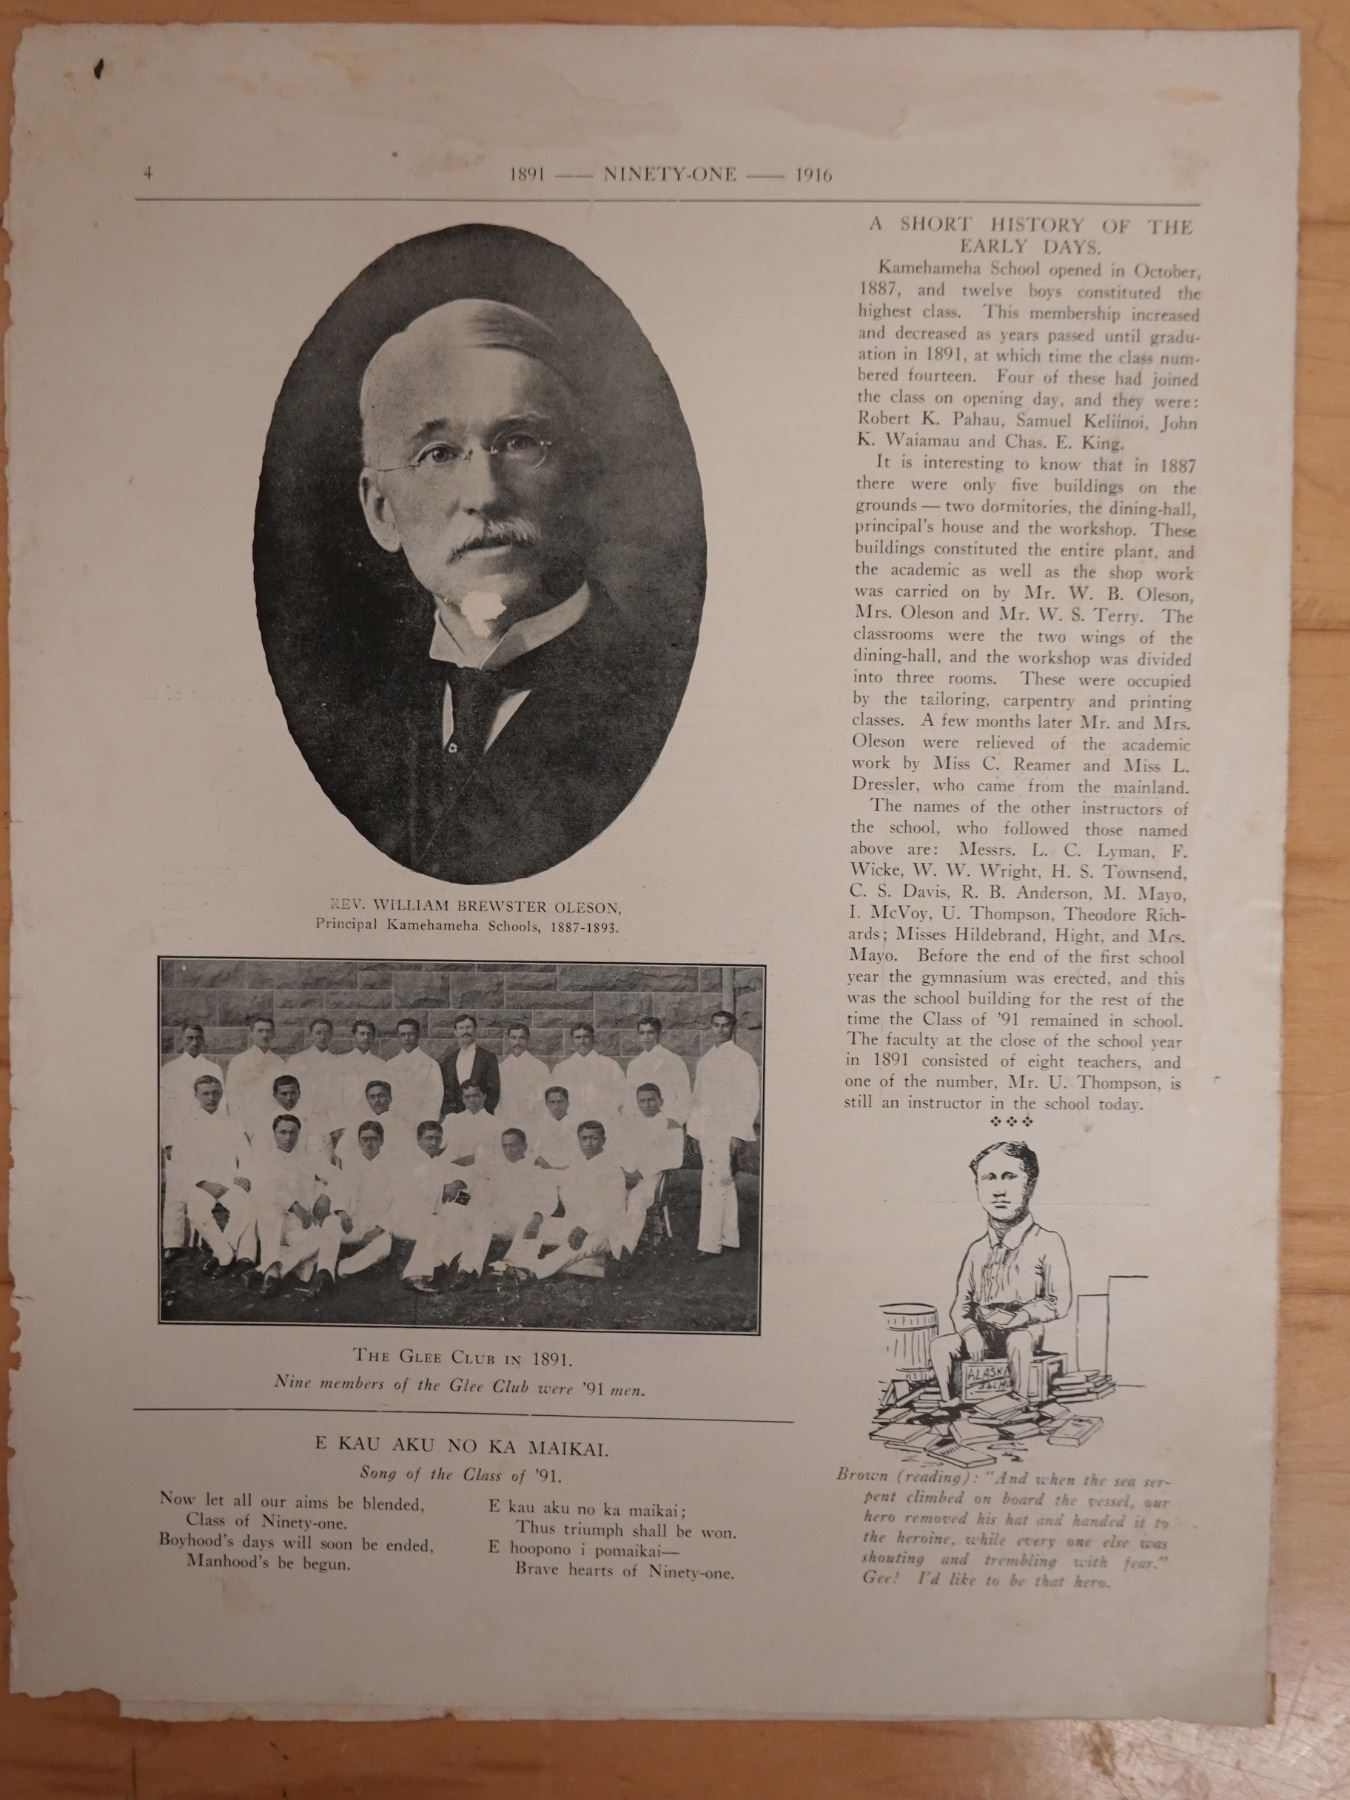 4
1891 —— NINETY-ONE —— 1916
REV. WILLIAM BREWSTER OLESON,
Principal Kamehameha Schools, 1887-1893.
THE GLEE CLUB IN 1891.
Nine members of the Glee Club were '91 men.
E KAU AKU NO KA MAIKAI.
Song of the Class of '91.
Now let all our aims be blended,
Class of Ninety-one.
Boyhood's days will soon be ended,
Manhood's be begun.
E kau aku no ka maikai;
Thus triumph shall be won.
E hoopono i pomaikai—
Brave hearts of Ninety-one.
A SHORT HISTORY OF THE
EARLY DAYS.
Kamehameha School opened in October,
1887, and twelve boys constituted the
highest class. This membership increased
and decreased as years passed until gradu-
ation in 1891, at which time the class num-
bered fourteen. Four of these had joined
the class on opening day, and they were:
Robert K. Pahau, Samuel Keliinoi, John
K. Waiamau and Chas. E. King.
It is interesting to know that in 1887
there were only five buildings on the
grounds — two dormitories, the dining-hall,
principal's house and the workshop. These
buildings constituted the entire plant, and
the academic as well as the shop work
was carried on by Mr. W. B. Oleson,
Mrs. Oleson and Mr. W. S. Terry. The
classrooms were the two wings of the
dining-hall, and the workshop was divided
into three rooms. These were occupied
by the tailoring, carpentry and printing
classes. A few months later Mr. and Mrs.
Oleson were relieved of the academic
work by Miss C. Reamer and Miss L.
Dressler, who came from the mainland.
The names of the other instructors of
the school, who followed those named
above are: Messrs. L. C. Lyman, F.
Wicke, W. W. Wright, H. S. Townsend,
C. S. Davis, R. B. Anderson, M. Mayo,
I. McVoy, U. Thompson, Theodore Rich-
ards; Misses Hildebrand, Hight, and Mrs.
Mayo. Before the end of the first school
year the gymnasium was erected, and this
was the school building for the rest of the
time the Class of '91 remained in school.
The faculty at the close of the school year
in 1891 consisted of eight teachers, and
one of the number, Mr. U. Thompson, is
still an instructor in the school today.
ALASKA
Brown (reading): "And when the sea ser-
pent climbed on board the vessel, our
hero removed his hat and handed it to
the heroine, while every one else was
shouting and trembling with fear."
Gee! I'd like to be that hero.